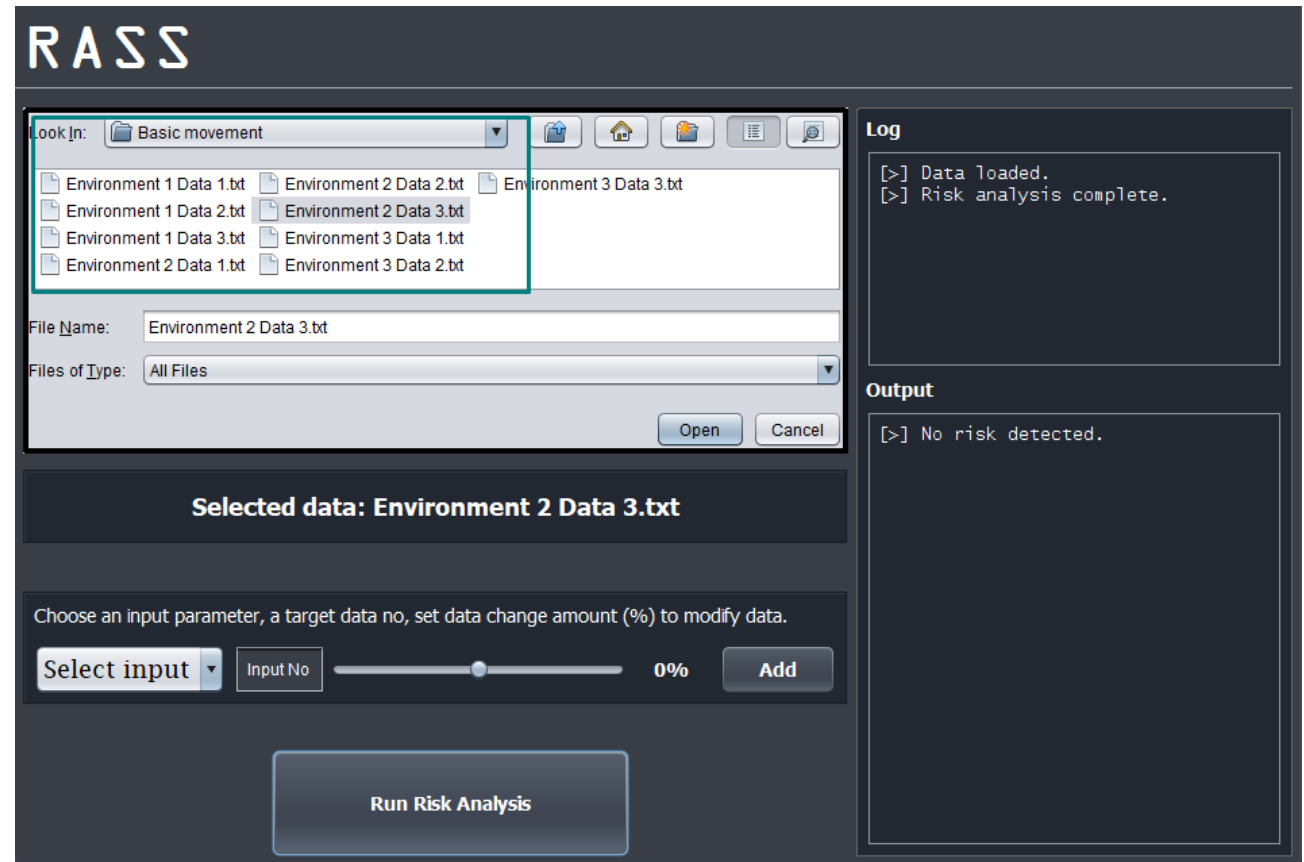 RASS
Look In: Basic movement
Environment 1 Data 1.txt Environment 2 Data 2.txt Environment 3 Data 3.txt
Environment 1 Data 2.txt Environment 2 Data 3.txt
Environment 1 Data 3.txt Environment 3 Data 1.txt
Environment 2 Data 1.txt Environment 3 Data 2.txt
File Name: Environment 2 Data 3.txt
Files of Type: All Files
Open Cancel
Selected data: Environment 2 Data 3.txt
Choose an input parameter, a target data no, set data change amount (%) to modify data.
Select input Input No 0% Add
Run Risk Analysis
Log
[>] Data loaded.
[>] Risk analysis complete.
Output
[>] No risk detected.